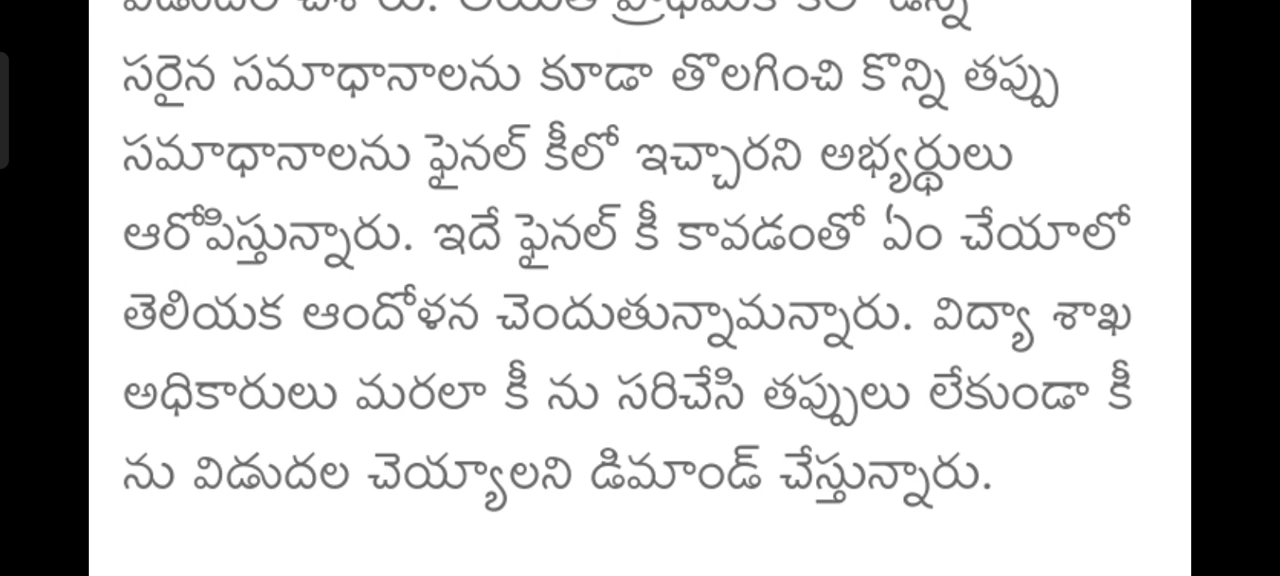 సరైన సమాధానాలను కూడా తొలగించి కొన్ని తప్పు
సమాధానాలను ఫైనల్ కీలో ఇచ్చారని అభ్యర్థులు
ఆరోపిస్తున్నారు. ఇదే ఫైనల్ కీ కావడంతో ఏం చేయాలో
తెలియక ఆందోళన చెందుతున్నామన్నారు. విద్యా శాఖ
అధికారులు మరలా కీ ను సరిచేసి తప్పులు లేకుండా కీ
ను విడుదల చెయ్యాలని డిమాండ్ చేస్తున్నారు.